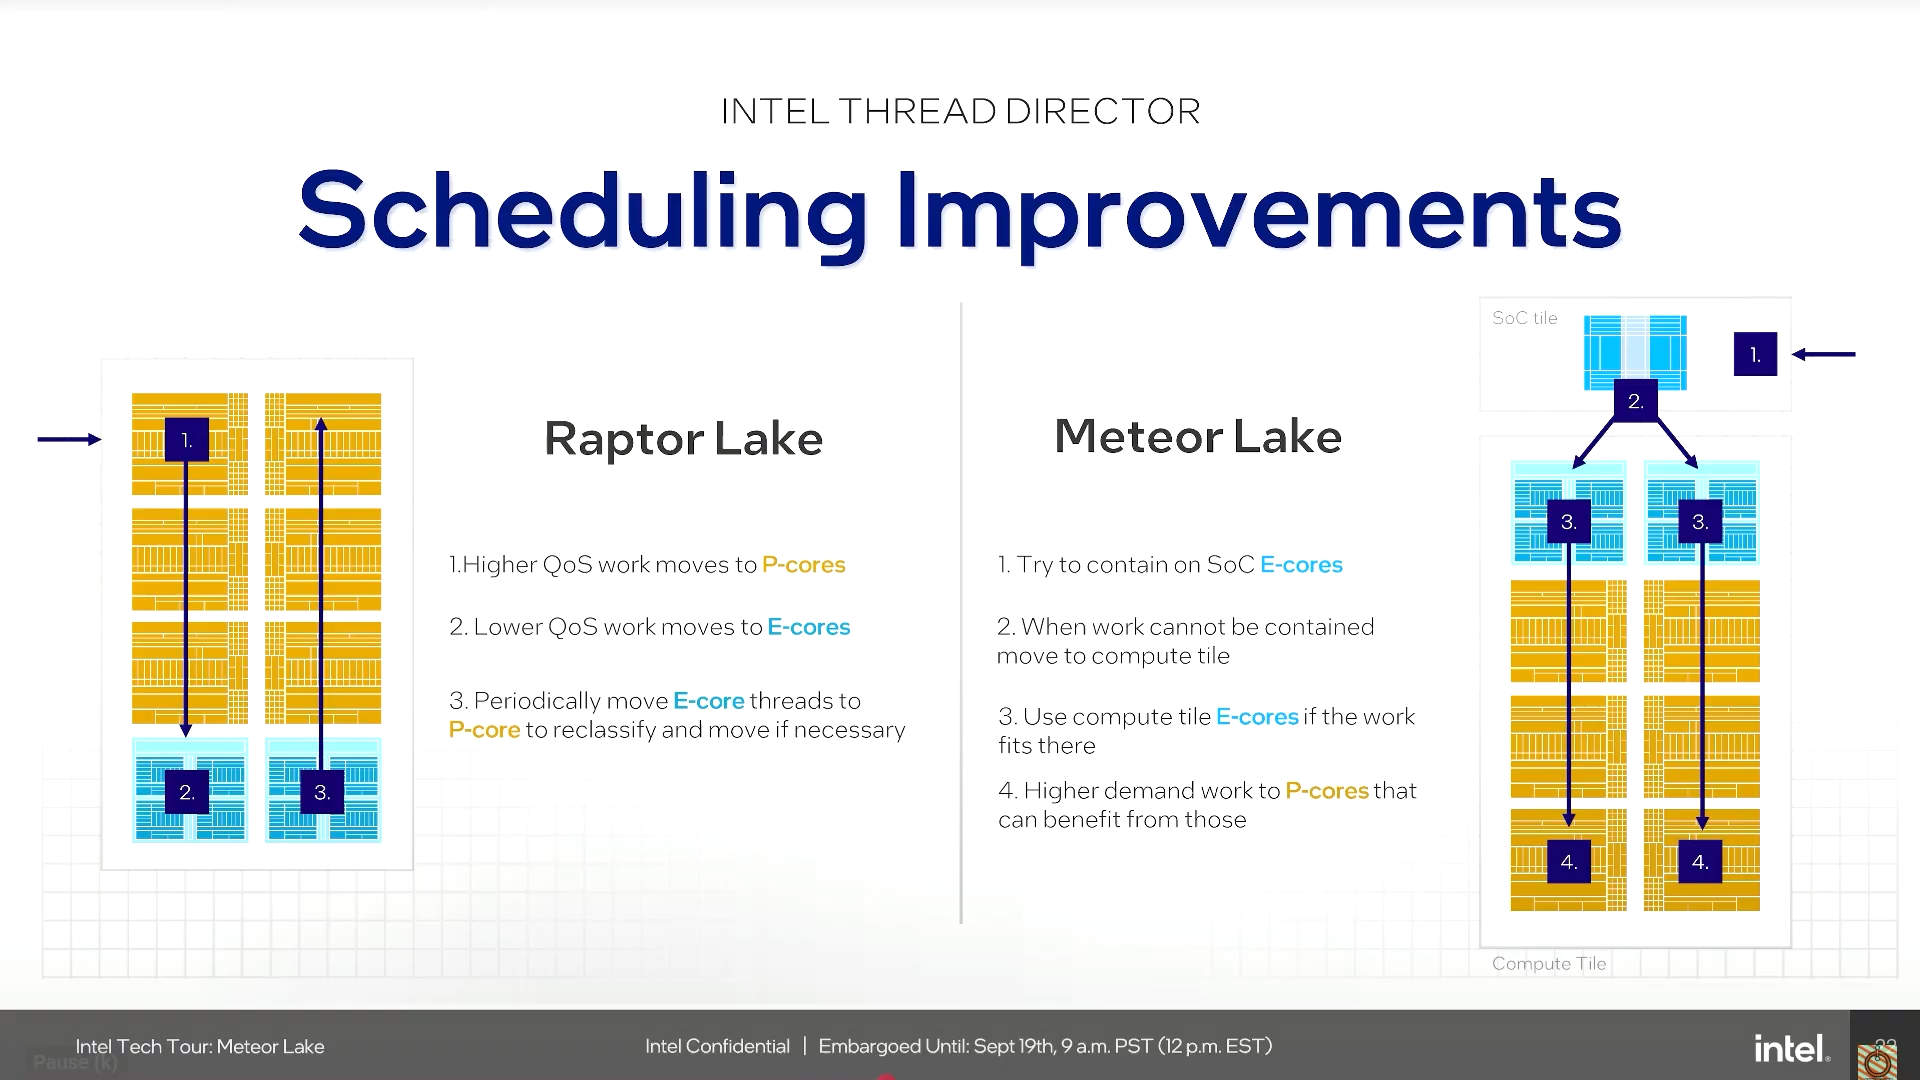 INTEL THREAD DIRECTOR
Scheduling Improvements
1.
2.
3.
Raptor Lake
1.Higher QoS work moves to P-cores
2. Lower QoS work moves to E-cores
3. Periodically move E-core threads to
P-core to reclassify and move if necessary
Meteor Lake
1. Try to contain on SoC E-cores
2. When work cannot be contained
move to compute tile
3. Use compute tile E-cores if the work
fits there
4. Higher demand work to P-cores that
can benefit from those
SoC tile
1.
2.
3.
3.
4.
4.
Compute Tile
Intel Tech Tour: Meteor Lake
Pause (k)
Intel Confidential | Embargoed Until: Sept 19th, 9 a.m. PST (12 p.m. EST)
intel.